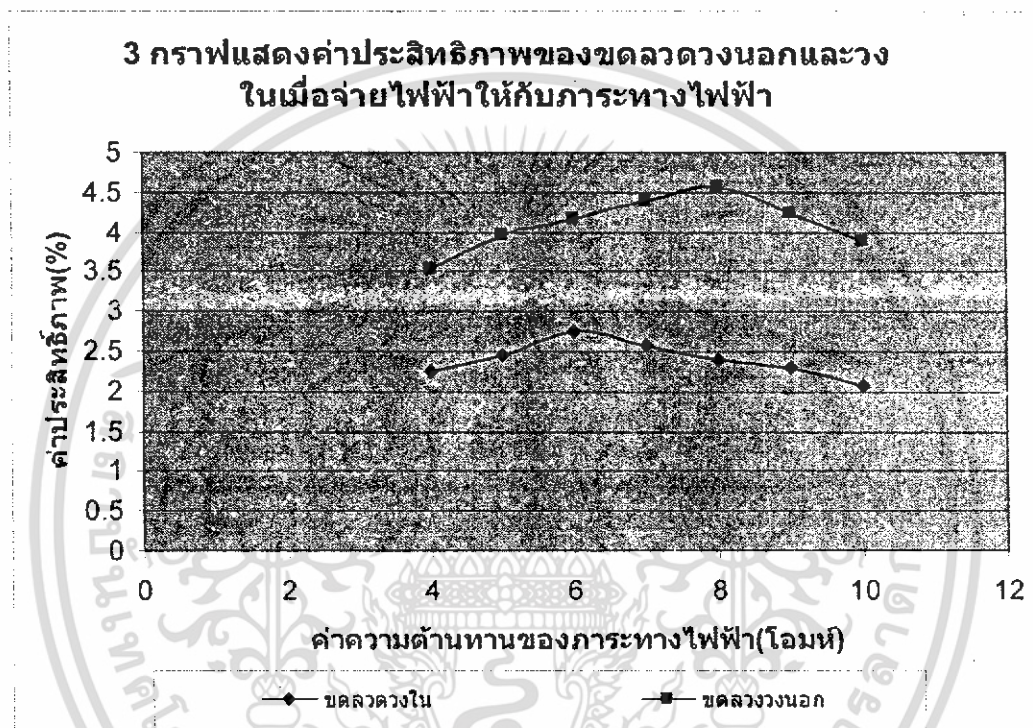 3 กราฟแสดงค่าประสิทธิภาพของขดลวดวงนอกและวง
ในเมื่อจ่ายไฟฟ้าให้กับภาระทางไฟฟ้า
ค่าประสิทธิ์ภาพ(%)
5
4.5
4
3.5
3
2.5
2
1.5
1
0.5
0
0 2 4 6 8 10 12
ค่าความต้านทานของภาระทางไฟฟ้า(โอมห์)
ขดลวดวงใน ขดลวงวงนอก